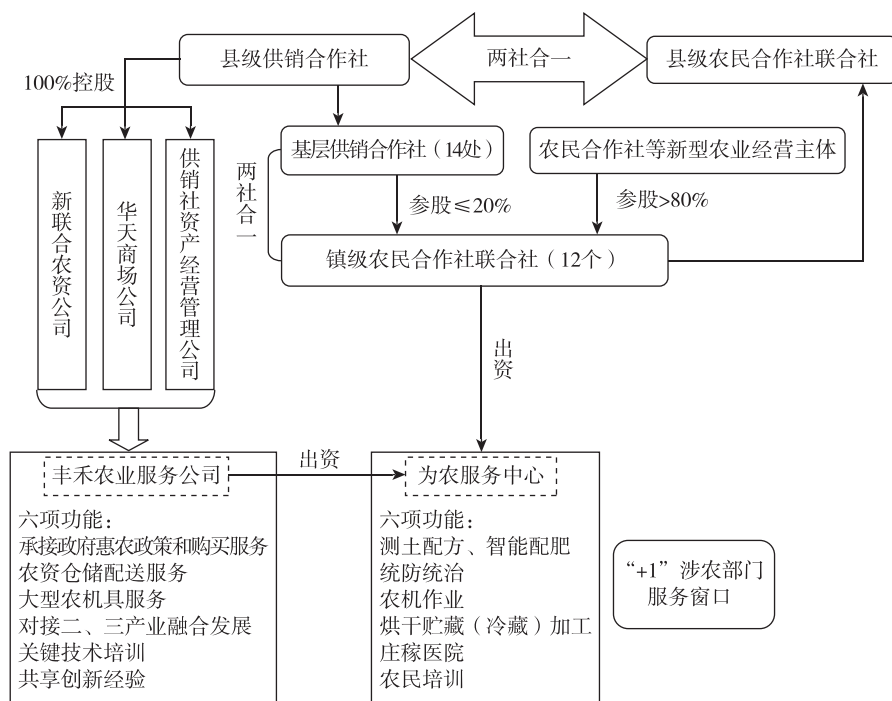 县级供销合作社
两社合一
县级农民合作社联合社
100%控股
基层供销合作社（14处）
农民合作社等新型农业经营主体
两社合一
参股≤20%
参股>80%
镇级农民合作社联合社（12个）
新联合农资公司
华天商场公司
供销社资产经营管理公司
出资
丰禾农业服务公司
出资
为农服务中心
六项功能：
承接政府惠农政策和购买服务
农资仓储配送服务
大型农机具服务
对接二、三产业融合发展
关键技术培训
共享创新经验
六项功能：
测土配方、智能配肥
统防统治
农机作业
烘干贮藏（冷藏）加工
庄稼医院
农民培训
“+1”涉农部门
服务窗口